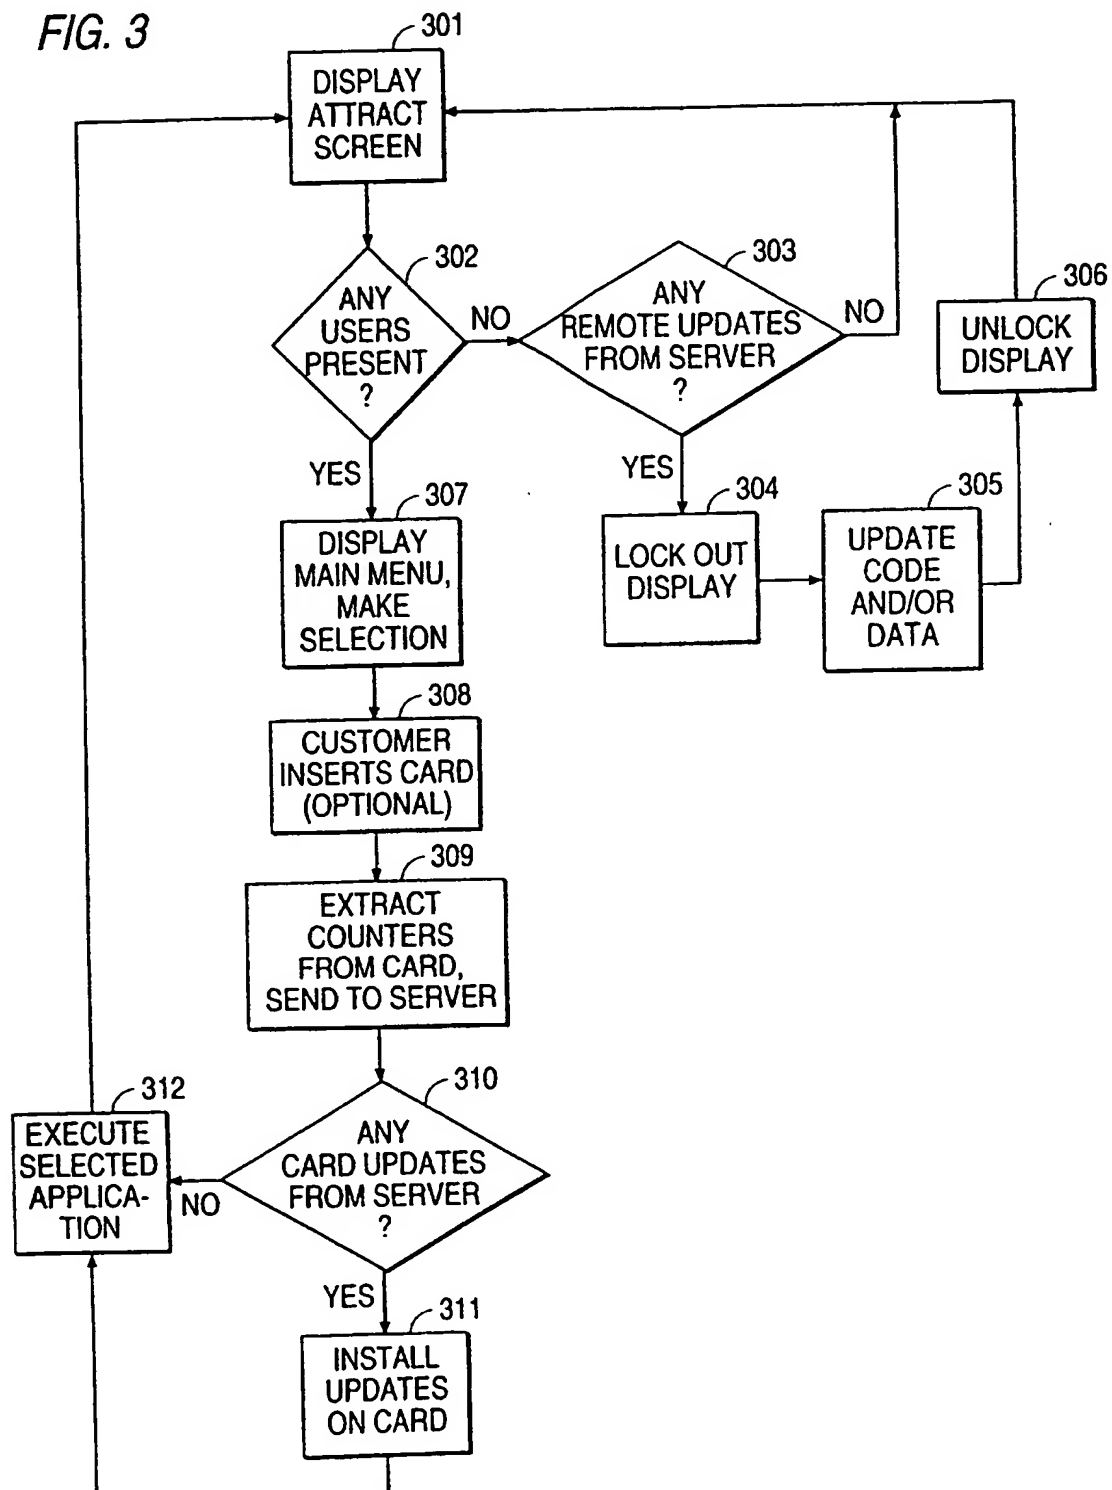 FIG. 3
301
DISPLAY
ATTRACT
SCREEN
302
ANY
USERS
PRESENT
?
NO
303
ANY
REMOTE UPDATES
FROM SERVER
?
NO
306
UNLOCK
DISPLAY
YES
YES
307
DISPLAY
MAIN MENU,
MAKE
SELECTION
304
LOCK OUT
DISPLAY
305
UPDATE
CODE
AND/OR
DATA
308
CUSTOMER
INSERTS CARD
(OPTIONAL)
309
EXTRACT
COUNTERS
FROM CARD,
SEND TO SERVER
310
ANY
CARD UPDATES
FROM SERVER
?
NO
312
EXECUTE
SELECTED
APPLICA-
TION
YES
311
INSTALL
UPDATES
ON CARD